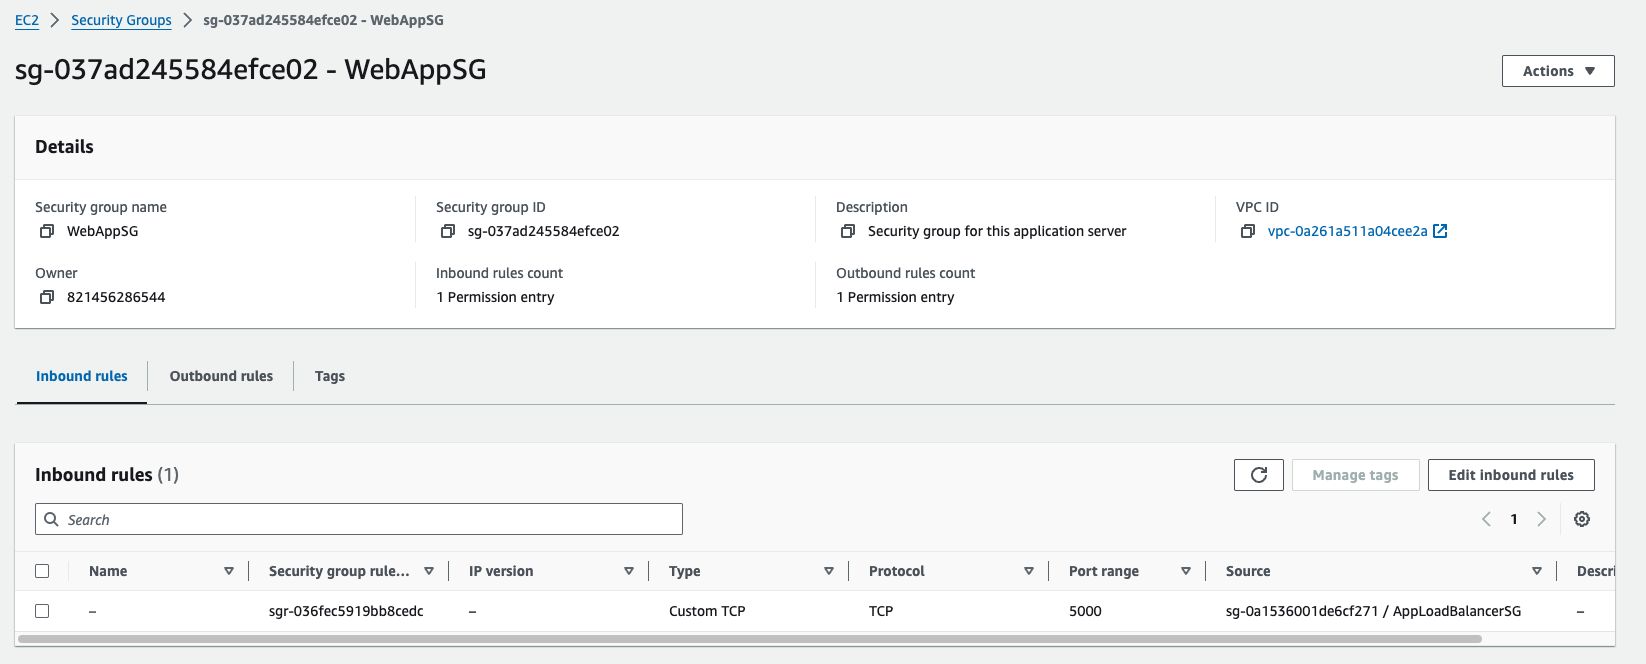 EC2 > Security Groups > sg-037ad245584efce02 - WebAppSG
sg-037ad245584efce02 - WebAppSG
Actions
Details
Security group name
WebAppSG
Security group ID
sg-037ad245584efce02
Description
Security group for this application server
VPC ID
vpc-0a261a511a04cee2a
Owner
821456286544
Inbound rules count
1 Permission entry
Outbound rules count
1 Permission entry
Inbound rules
Outbound rules
Tags
Inbound rules (1)
Manage tags
Edit inbound rules
Search
1
Name Security group rule... IP version Type Protocol Port range Source Descri
– sgr-036fec5919bb8cedc – Custom TCP TCP 5000 sg-0a1536001de6cf271 / AppLoadBalancerSG –